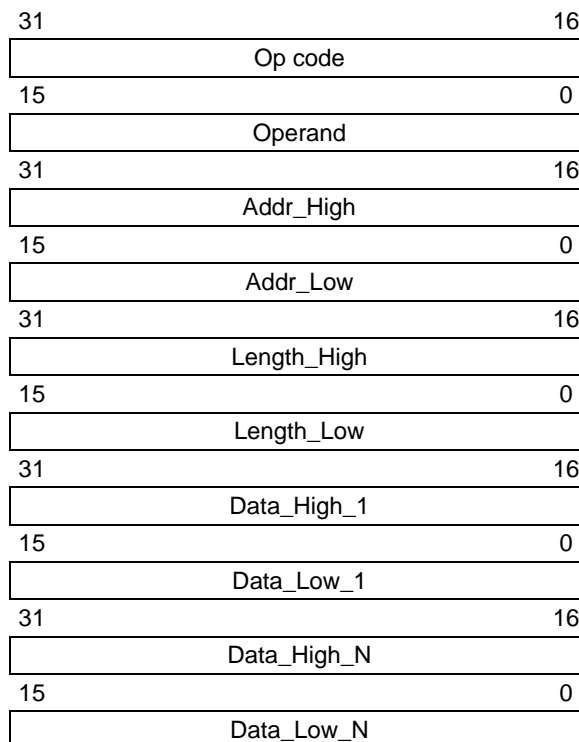 31 16
Op code
15 0
Operand
31 16
Addr_High
15 0
Addr_Low
31 16
Length_High
15 0
Length_Low
31 16
Data_High_1
15 0
Data_Low_1
31 16
Data_High_N
15 0
Data_Low_N